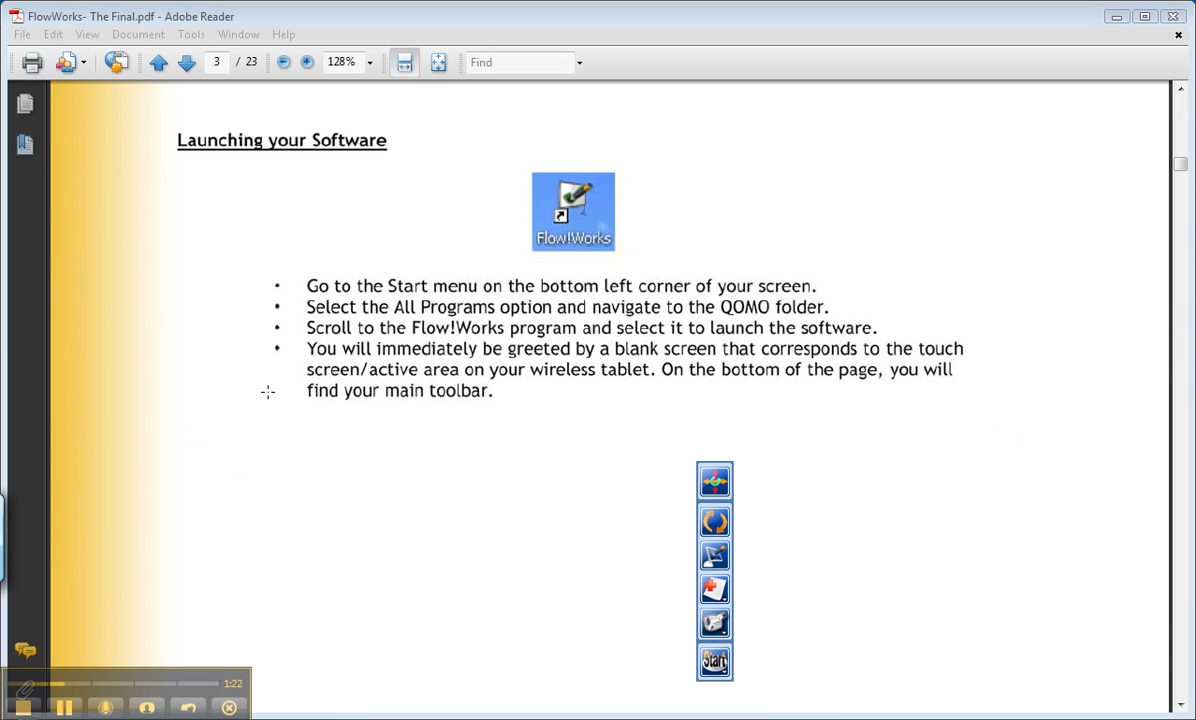 FlowWorks- The Final.pdf - Adobe Reader
File Edit View Document Tools Window Help
3 / 23 128% Find
Launching your Software
Flow!Works
• Go to the Start menu on the bottom left corner of your screen.
• Select the All Programs option and navigate to the QOMO folder.
• Scroll to the Flow!Works program and select it to launch the software.
• You will immediately be greeted by a blank screen that corresponds to the touch
screen/active area on your wireless tablet. On the bottom of the page, you will
find your main toolbar.
Start
1:22